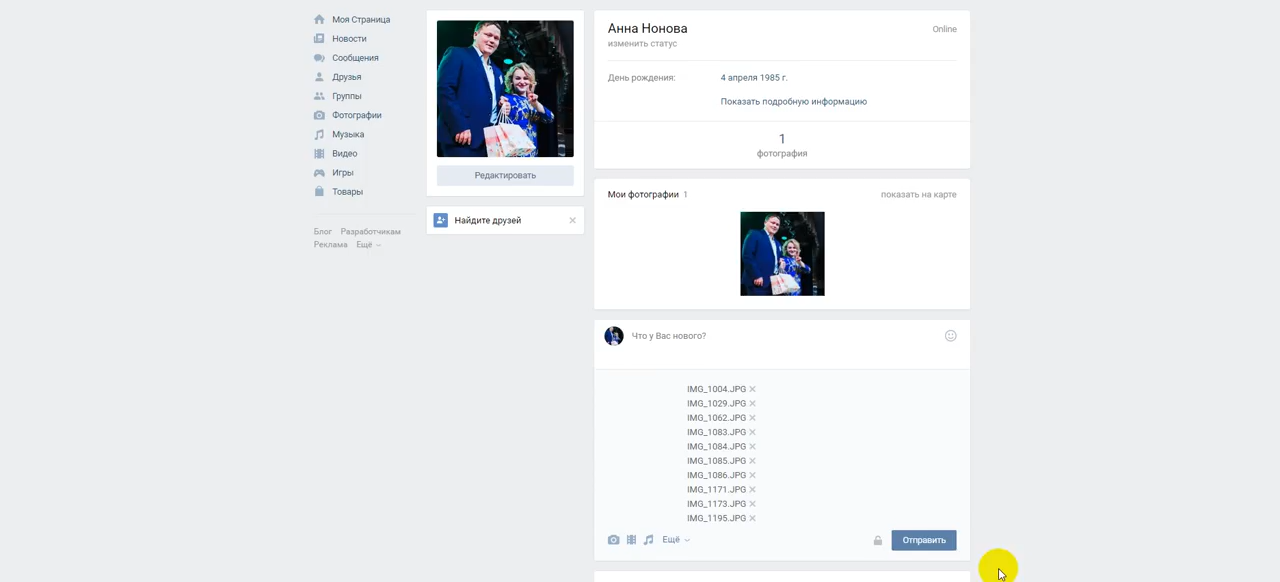 Моя Страница
Новости
Сообщения
Друзья
Группы
Фотографии
Музыка
Видео
Игры
Товары
Блог Разработчикам
Реклама Ещё
Редактировать
Найдите друзей
Анна Нонова
Online
изменить статус
День рождения: 4 апреля 1985 г.
Показать подробную информацию
1
фотография
Мои фотографии 1
показать на карте
Что у Вас нового?
IMG_1004.JPG
IMG_1029.JPG
IMG_1062.JPG
IMG_1083.JPG
IMG_1084.JPG
IMG_1085.JPG
IMG_1086.JPG
IMG_1171.JPG
IMG_1173.JPG
IMG_1195.JPG
Ещё
Отправить